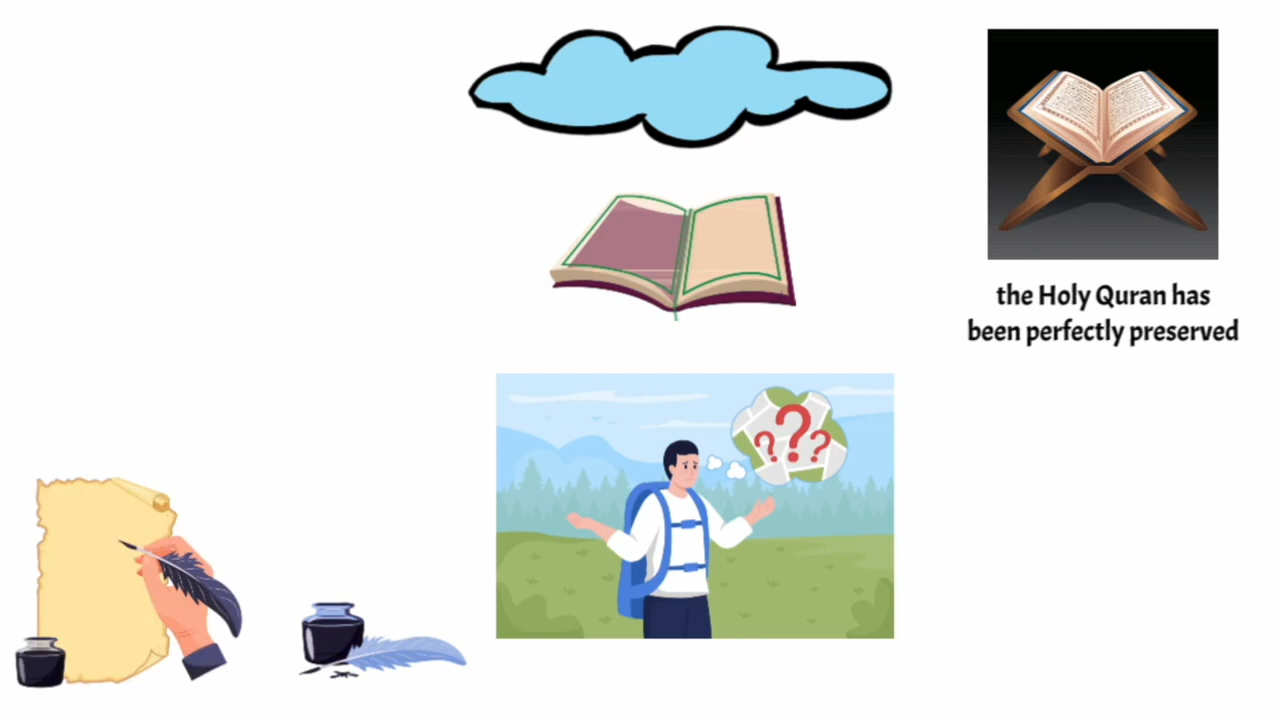 the Holy Quran has
been perfectly preserved
? ? ?